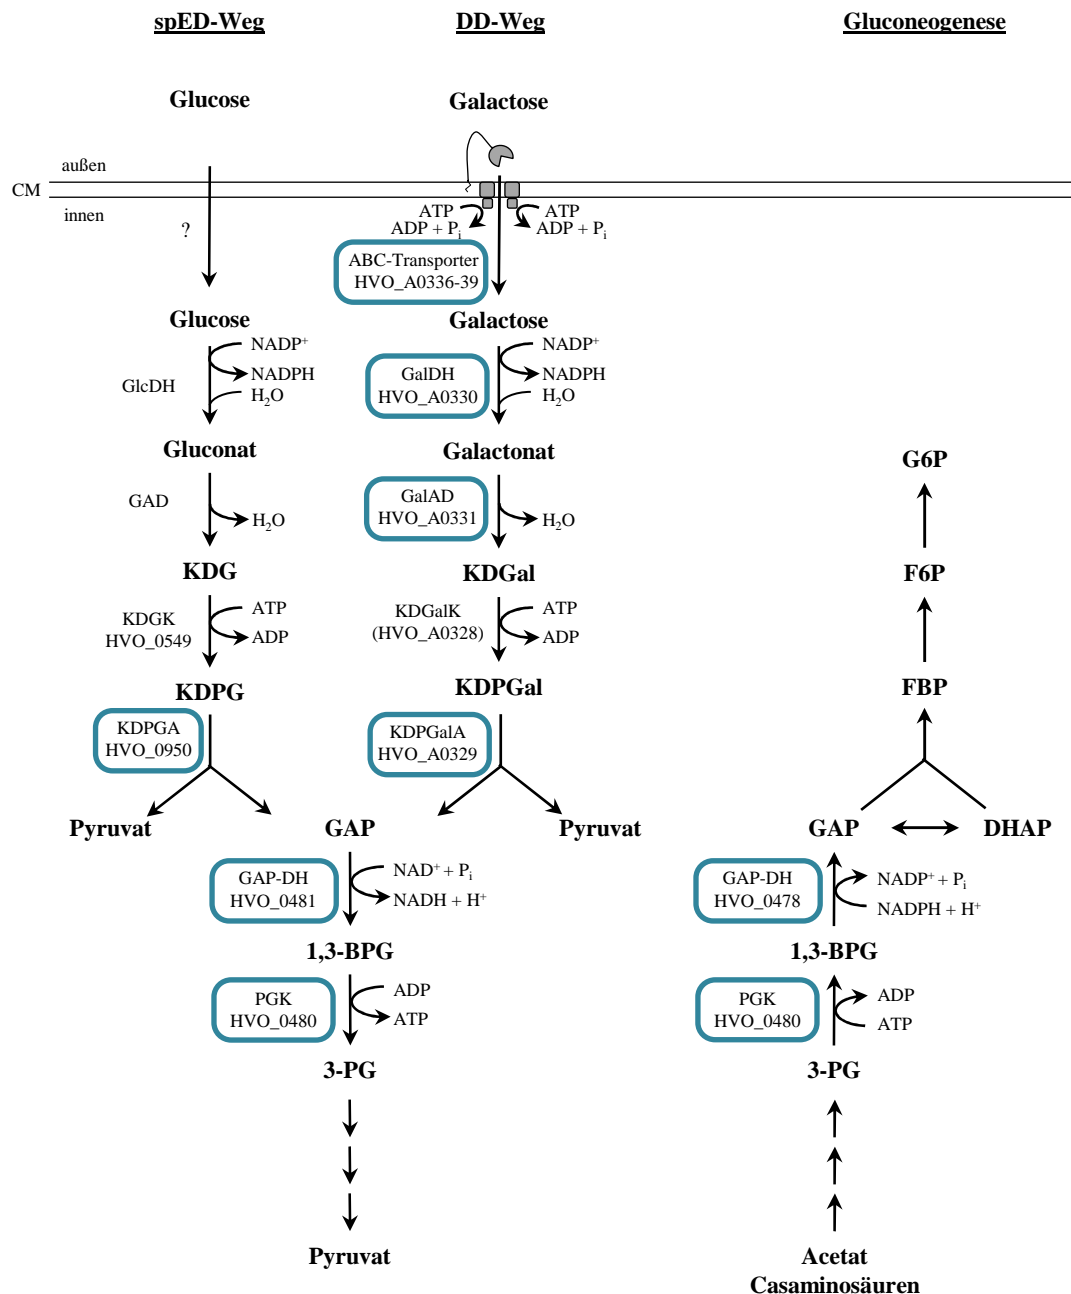 spED-Weg
DD-Weg
Gluconeogenese
Glucose
Galactose
außen
CM
innen
?
ATP
ADP + Pi
ATP
ADP + Pi
ABC-Transporter
HVO_A0336-39
Glucose
Galactose
GlcDH
NADP+
NADPH
H2O
GalDH
HVO_A0330
NADP+
NADPH
H2O
Gluconat
Galactonat
G6P
GAD
H2O
GalAD
HVO_A0331
H2O
KDG
KDGal
F6P
KDGK
HVO_0549
ATP
ADP
KDGalK
(HVO_A0328)
ATP
ADP
KDPG
KDPGal
FBP
KDPGA
HVO_0950
KDPGalA
HVO_A0329
Pyruvat
GAP
Pyruvat
GAP
DHAP
GAP-DH
HVO_0481
NAD+ + Pi
NADH + H+
GAP-DH
HVO_0478
NADP+ + Pi
NADPH + H+
1,3-BPG
1,3-BPG
PGK
HVO_0480
ADP
ATP
PGK
HVO_0480
ADP
ATP
3-PG
3-PG
Pyruvat
Acetat
Casaminosäuren